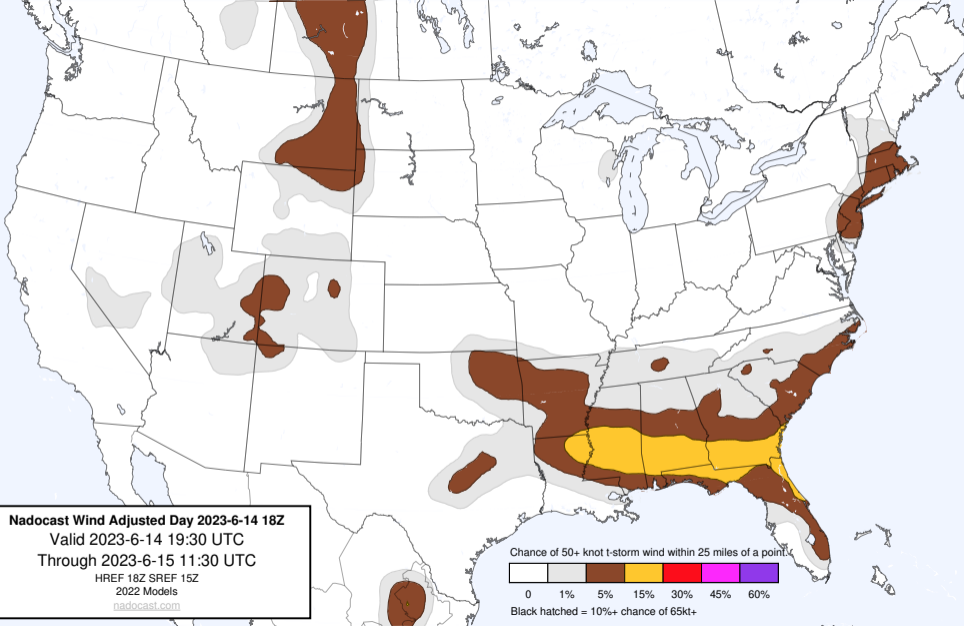 Nadocast Wind Adjusted Day 2023-6-14 18Z
Valid 2023-6-14 19:30 UTC
Through 2023-6-15 11:30 UTC
HREF 18Z SREF 15Z
2022 Models
nadocast.com
Chance of 50+ knot t-storm wind within 25 miles of a point.
0 1% 5% 15% 30% 45% 60%
Black hatched = 10%+ chance of 65kt+